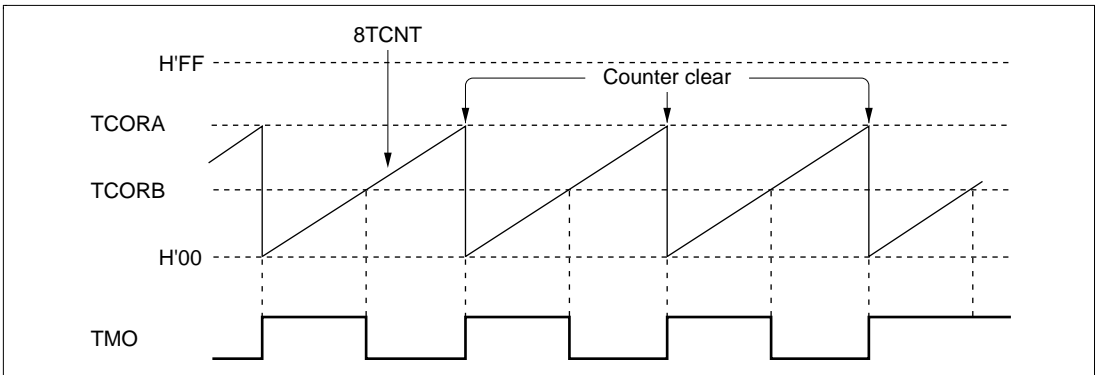 8TCNT
H'FF
Counter clear
TCORA
TCORB
H'00
TMO